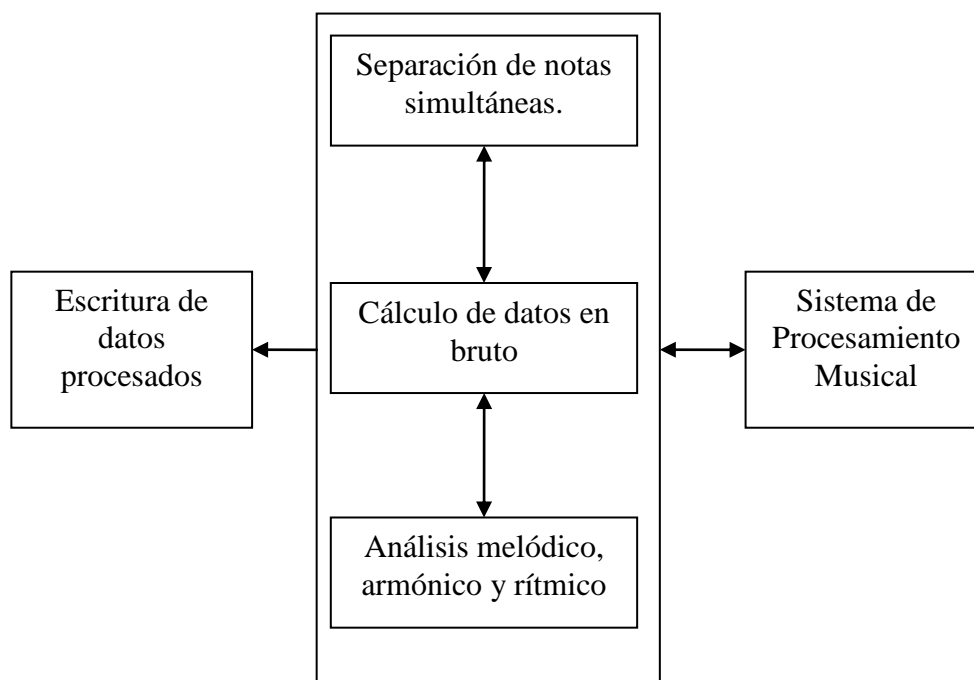 Separación de notas
simultáneas.
Escritura de
datos
procesados
Cálculo de datos en
bruto
Sistema de
Procesamiento
Musical
Análisis melódico,
armónico y rítmico